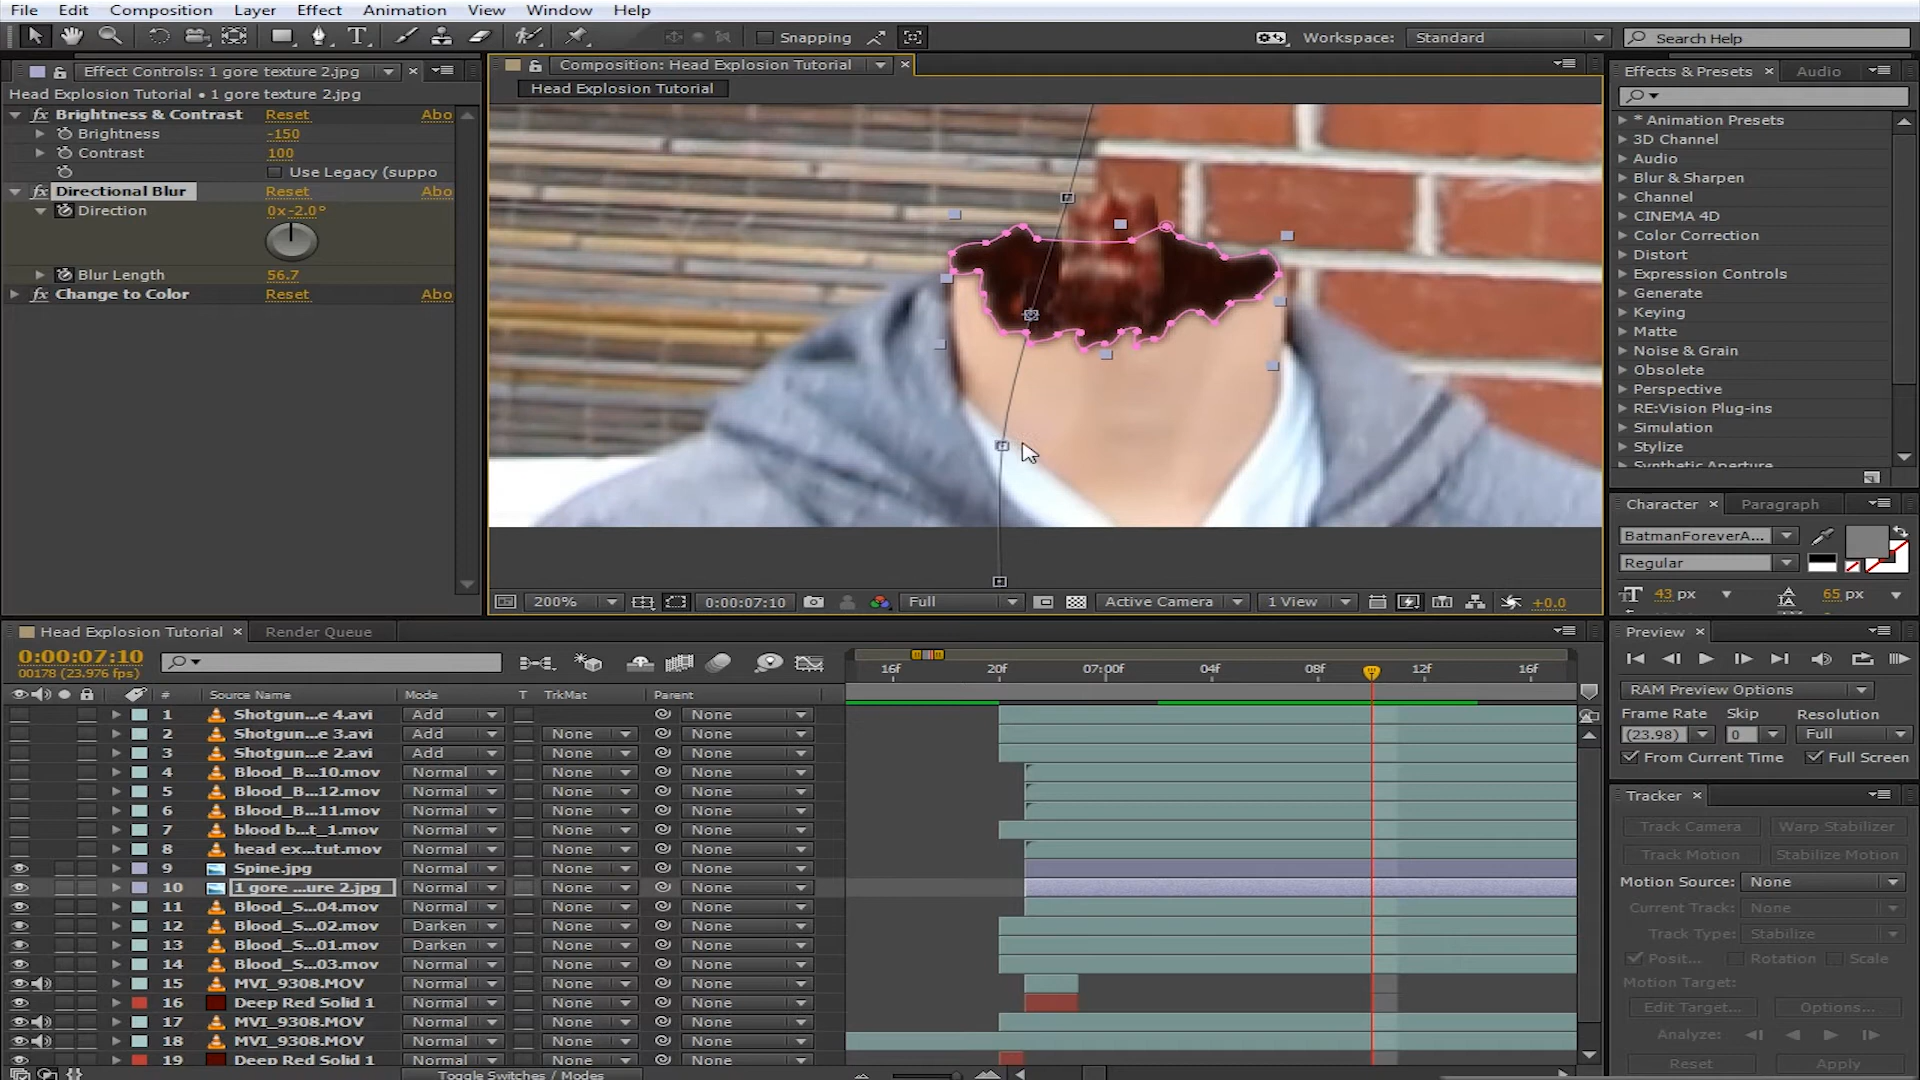 File Edit Composition Layer Effect Animation View Window Help
Snapping
Workspace: Standard
Search Help
Effect Controls: 1 gore texture 2.jpg
Head Explosion Tutorial • 1 gore texture 2.jpg
fx Brightness & Contrast Reset Abo
Brightness -150
Contrast 100
Use Legacy (suppo
fx Directional Blur Reset Abo
Direction 0x-2.0°
Blur Length 56.7
fx Change to Color Reset Abo
Composition: Head Explosion Tutorial
Head Explosion Tutorial
200% 0:00:07:10 Full Active Camera 1 View +0.0
Effects & Presets Audio
* Animation Presets
3D Channel
Audio
Blur & Sharpen
Channel
CINEMA 4D
Color Correction
Distort
Expression Controls
Generate
Keying
Matte
Noise & Grain
Obsolete
Perspective
RE:Vision Plug-ins
Simulation
Stylize
Synthetic Aperture
Character Paragraph
BatmanForeverA...
Regular
43 px 65 px
Head Explosion Tutorial Render Queue
0:00:07:10
00178 (23.976 fps)
16f 20f 07:00f 04f 08f 12f 16f
# Source Name Mode T TrkMat Parent
1 Shotgun...e 4.avi Add None
2 Shotgun...e 3.avi Add None None
3 Shotgun...e 2.avi Add None None
4 Blood_B...10.mov Normal None None
5 Blood_B...12.mov Normal None None
6 Blood_B...11.mov Normal None None
7 blood b...t_1.mov Normal None None
8 head ex...tut.mov Normal None None
9 Spine.jpg Normal None None
10 1 gore ...ure 2.jpg Normal None None
11 Blood_S...04.mov Normal None None
12 Blood_S...02.mov Darken None None
13 Blood_S...01.mov Darken None None
14 Blood_S...03.mov Normal None None
15 MVI_9308.MOV Normal None None
16 Deep Red Solid 1 Normal None None
17 MVI_9308.MOV Normal None None
18 MVI_9308.MOV Normal None None
19 Deep Red Solid 1 Normal None None
Toggle Switches / Modes
Preview
RAM Preview Options
Frame Rate Skip Resolution
(23.98) 0 Full
From Current Time Full Screen
Tracker
Track Camera Warp Stabilizer
Track Motion Stabilize Motion
Motion Source: None
Current Track: None
Track Type: Stabilize
Posit... Rotation Scale
Motion Target:
Edit Target... Options...
Analyze:
Reset Apply